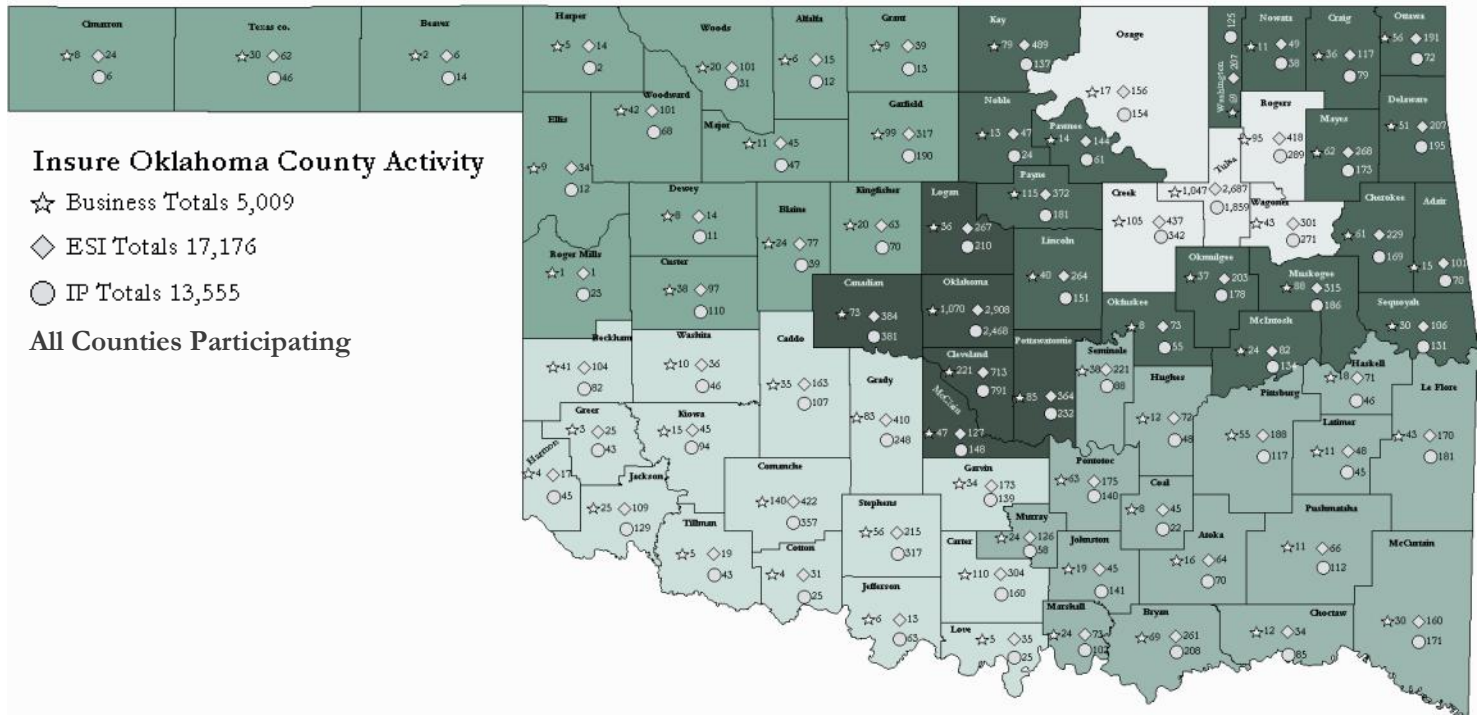 Cimarron
8 24
6
Texas co.
30 62
46
Beaver
2 6
14
Harper
5 14
2
Woods
20 101
31
Alfalfa
6 15
12
Grant
9 39
13
Kay
79 489
137
Osage
17 156
154
Washington
69 207
125
Nowata
11 49
38
Craig
36 117
79
Ottawa
56 191
72
Ellis
9 34
12
Woodward
42 101
68
Major
11 45
47
Garfield
99 317
190
Noble
13 47
24
Pawnee
14 144
61
Rogers
95 418
289
Mayes
62 268
173
Delaware
51 207
195
Insure Oklahoma County Activity
Business Totals 5,009
ESI Totals 17,176
IP Totals 13,555
All Counties Participating
Roger Mills
1 1
23
Dewey
8 14
11
Custer
38 97
110
Blaine
24 77
39
Kingfisher
20 63
70
Logan
36 267
210
Payne
115 372
181
Creek
105 437
342
Tulsa
1,047 2,687
1,859
Wagoner
43 301
271
Cherokee
61 229
169
Adair
15 101
70
Canadian
73 384
381
Oklahoma
1,070 2,908
2,468
Lincoln
40 264
151
Okfuskee
8 73
55
Okmulgee
37 203
178
Muskogee
88 315
186
McIntosh
24 82
134
Sequoyah
30 106
131
Beckham
41 104
82
Washita
10 36
46
Caddo
35 163
107
Grady
83 410
248
Cleveland
221 713
791
McClain
47 127
148
Pottawatomie
85 364
232
Seminole
38 221
88
Hughes
12 72
48
Pittsburg
55 188
117
Haskell
18 71
46
Latimer
11 48
45
Le Flore
43 170
181
Harmon
4 17
45
Greer
3 25
43
Kiowa
15 45
94
Jackson
25 109
129
Tillman
5 19
43
Comanche
140 422
357
Cotton
4 31
25
Stephens
56 215
317
Jefferson
6 13
63
Garvin
34 173
139
Murray
24 126
58
Carter
110 304
160
Love
5 35
25
Pontotoc
63 175
140
Johnston
19 45
141
Marshall
24 73
102
Coal
8 45
22
Atoka
16 64
70
Bryan
69 261
208
Pushmataha
11 66
112
Choctaw
12 34
85
McCurtain
30 160
171